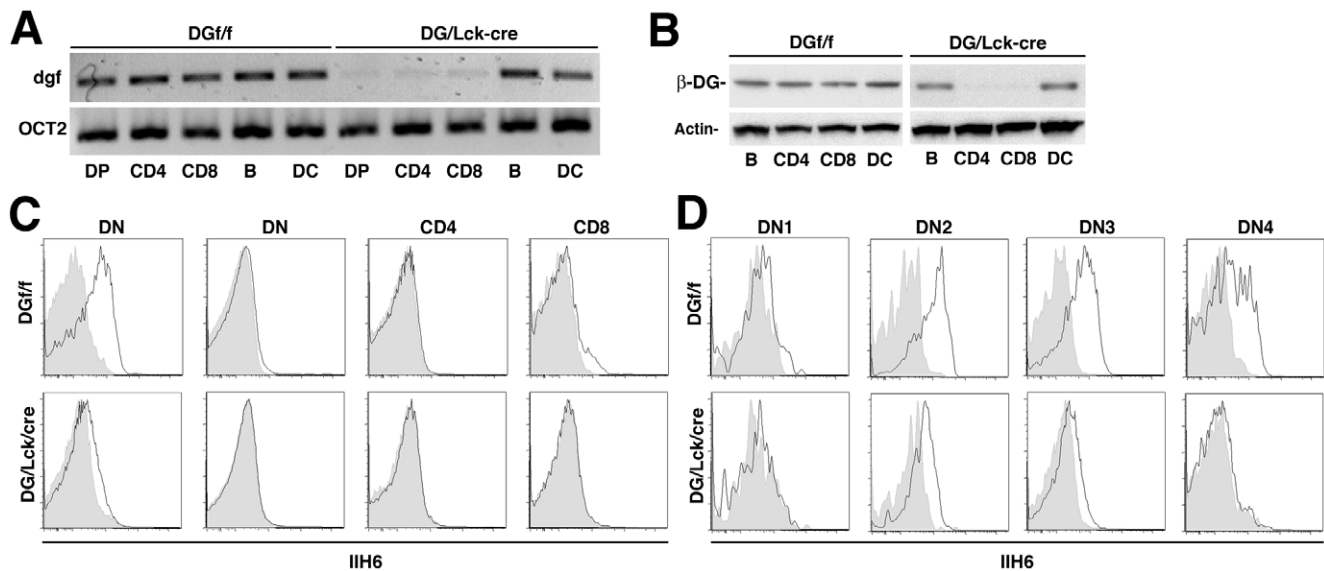 A
DGf/f DG/Lck-cre
dgf
OCT2
DP CD4 CD8 B DC DP CD4 CD8 B DC
B
DGf/f DG/Lck-cre
β-DG-
Actin-
B CD4 CD8 DC B CD4 CD8 DC
C
DN DN CD4 CD8
DGf/f
DG/Lck/cre
IIH6
D
DN1 DN2 DN3 DN4
DGf/f
DG/Lck/cre
IIH6